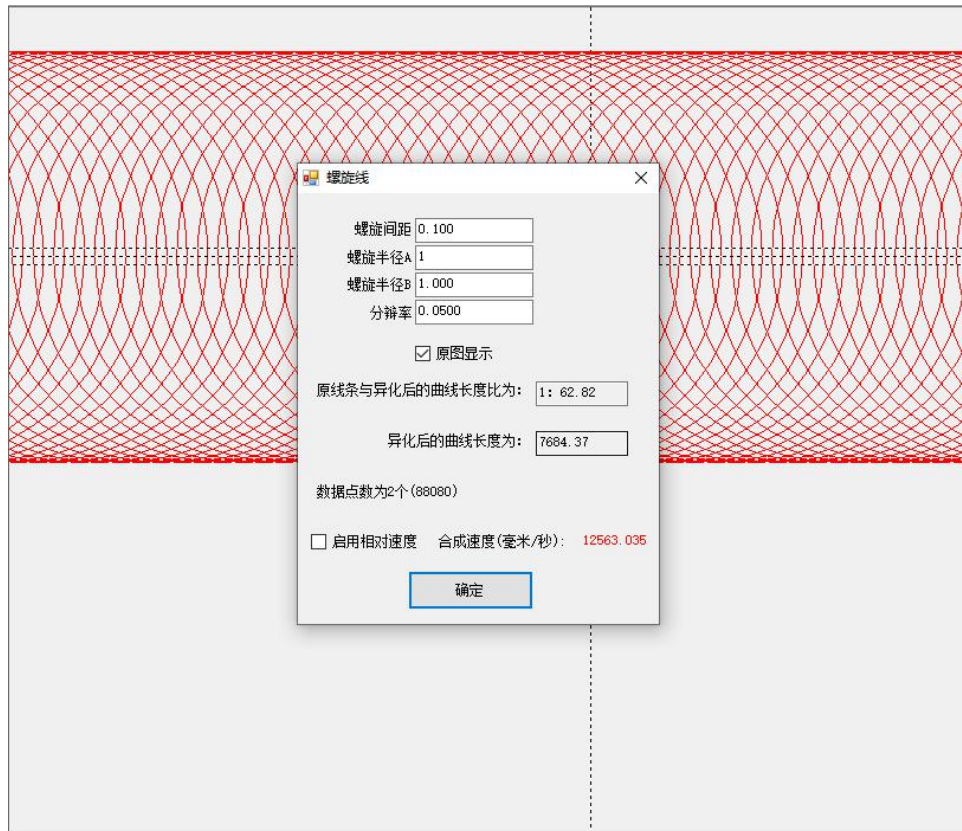 螺旋线
螺旋间距 0.100
螺旋半径A 1
螺旋半径B 1.000
分辩率 0.0500
原图显示
原线条与异化后的曲线长度比为: 1: 62.82
异化后的曲线长度为: 7684.37
数据点数为2个(88080)
启用相对速度 合成速度(毫米/秒): 12563.035
确定